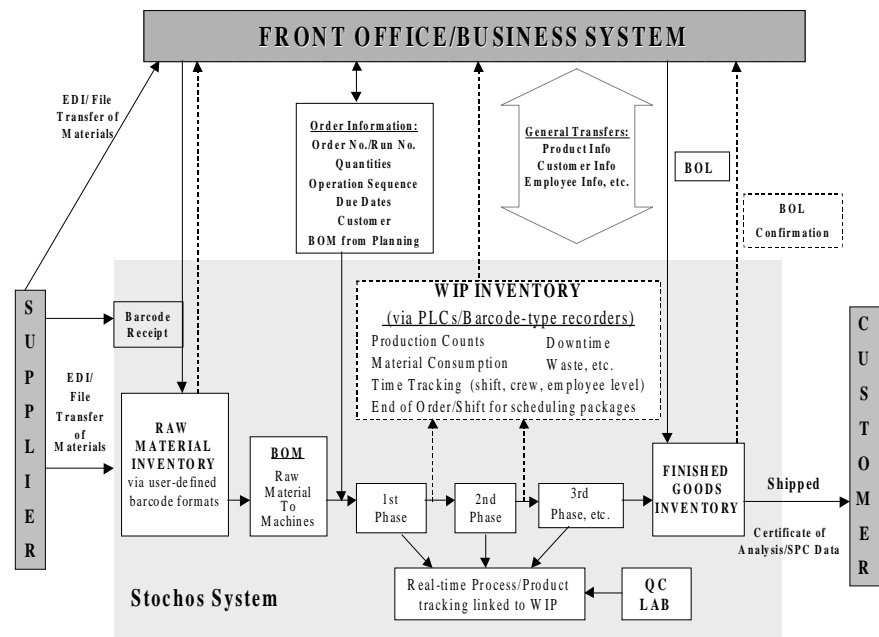 FRONT OFFICE/BUSINESS SYSTEM
EDI/ File
Transfer of
Materials
Order Information:
Order No./Run No.
Quantities
Operation Sequence
Due Dates
Customer
BOM from Planning
General Transfers:
Product Info
Customer Info
Employee Info, etc.
BOL
BOL
Confirmation
SUPPLIER
Barcode
Receipt
EDI/
File
Transfer
of
Materials
WIP INVENTORY
(via PLCs/Barcode-type recorders)
Production Counts Downtime
Material Consumption Waste, etc.
Time Tracking (shift, crew, employee level)
End of Order/Shift for scheduling packages
RAW
MATERIAL
INVENTORY
via user-defined
barcode formats
BOM
Raw
Material
To
Machines
1st
Phase
2nd
Phase
3rd
Phase, etc.
FINISHED
GOODS
INVENTORY
Shipped
Certificate of
Analysis/SPC Data
CUSTOMER
Real-time Process/Product
tracking linked to WIP
QC
LAB
Stochos System